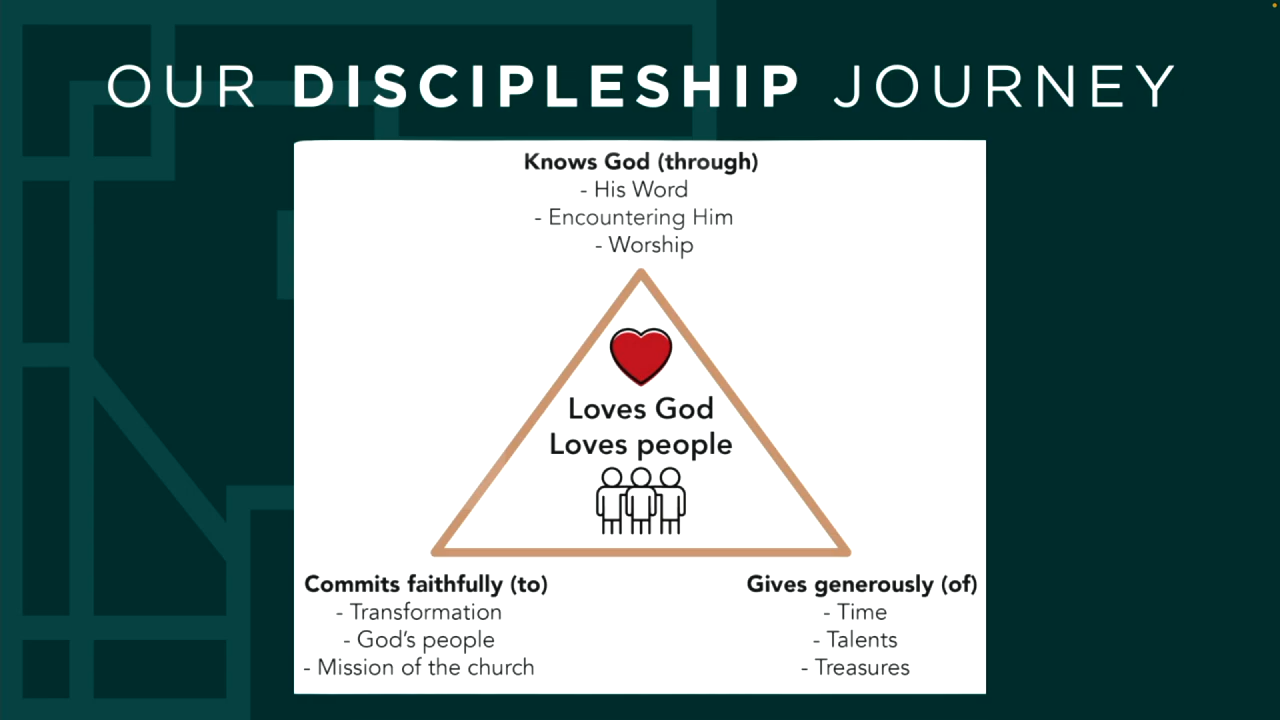 OUR DISCIPLESHIP JOURNEY
Knows God (through)
- His Word
- Encountering Him
- Worship
Loves God
Loves people
Commits faithfully (to)
- Transformation
- God’s people
- Mission of the church
Gives generously (of)
- Time
- Talents
- Treasures